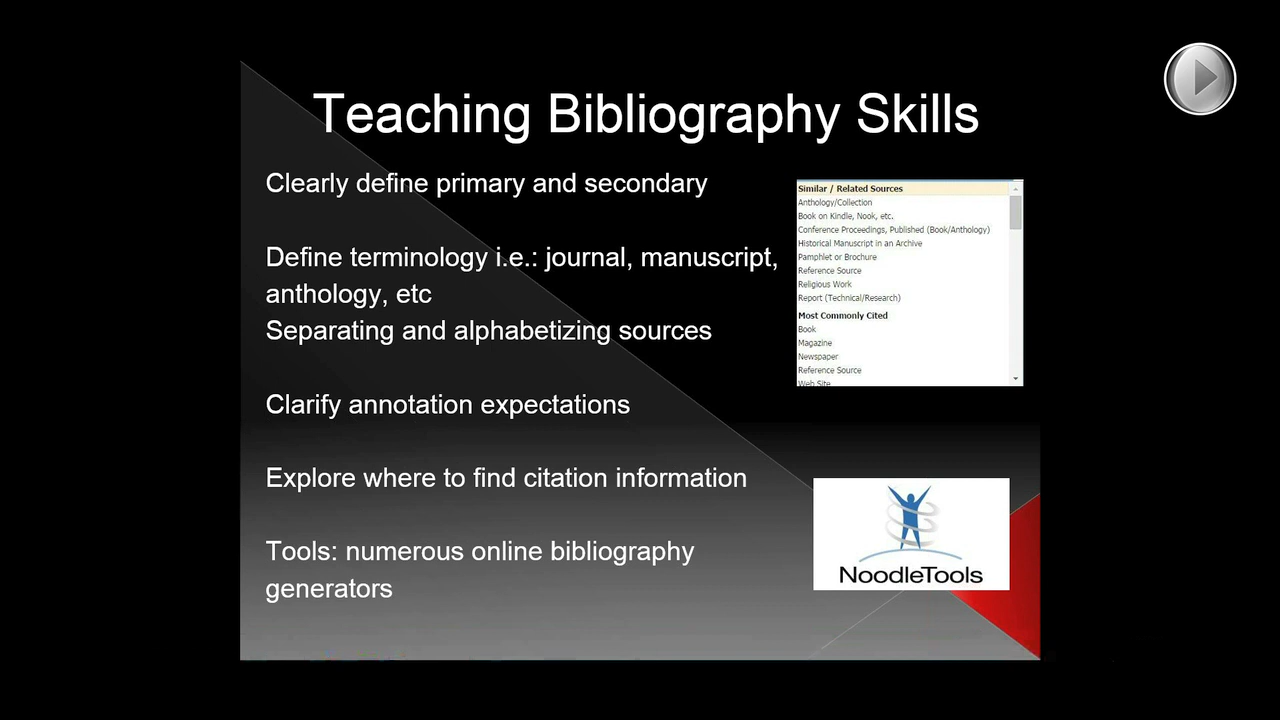 Teaching Bibliography Skills
Clearly define primary and secondary
Define terminology i.e.: journal, manuscript,
anthology, etc
Separating and alphabetizing sources
Clarify annotation expectations
Explore where to find citation information
Tools: numerous online bibliography
generators
Similar / Related Sources
Anthology/Collection
Book on Kindle, Nook, etc.
Conference Proceedings, Published (Book/Anthology)
Historical Manuscript in an Archive
Pamphlet or Brochure
Reference Source
Religious Work
Report (Technical/Research)
Most Commonly Cited
Book
Magazine
Newspaper
Reference Source
Web Site
NoodleTools